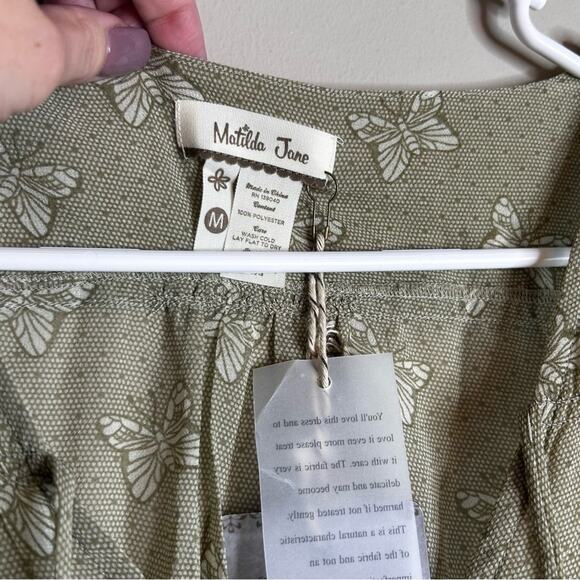 Matilda Jane
M
Made in China
RN 139040
Content
100% POLYESTER
Care
WASH COLD
LAY FLAT TO DRY
You'll love this dress and to
love it even more please treat
it with care. The fabric is very
delicate and may become
harmed if not treated gently.
This is a natural characteristic
of the fabric and not an